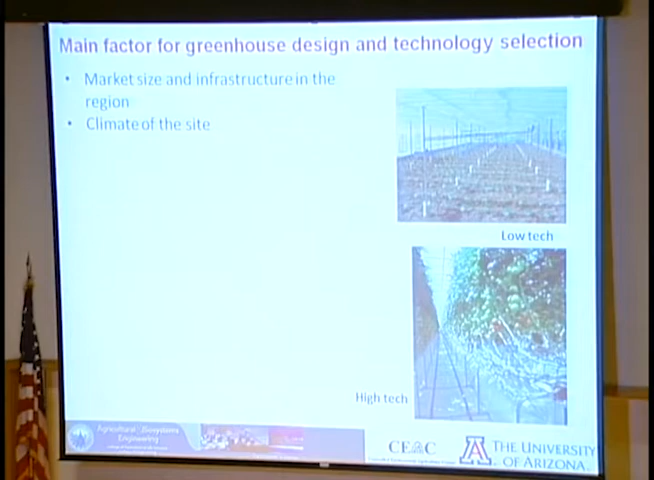 Main factor for greenhouse design and technology selection
• Market size and infrastructure in the
region
• Climate of the site
Low tech
High tech
Agricultural & Biosystems
Engineering
CEAC
THE UNIVERSITY
OF ARIZONA.